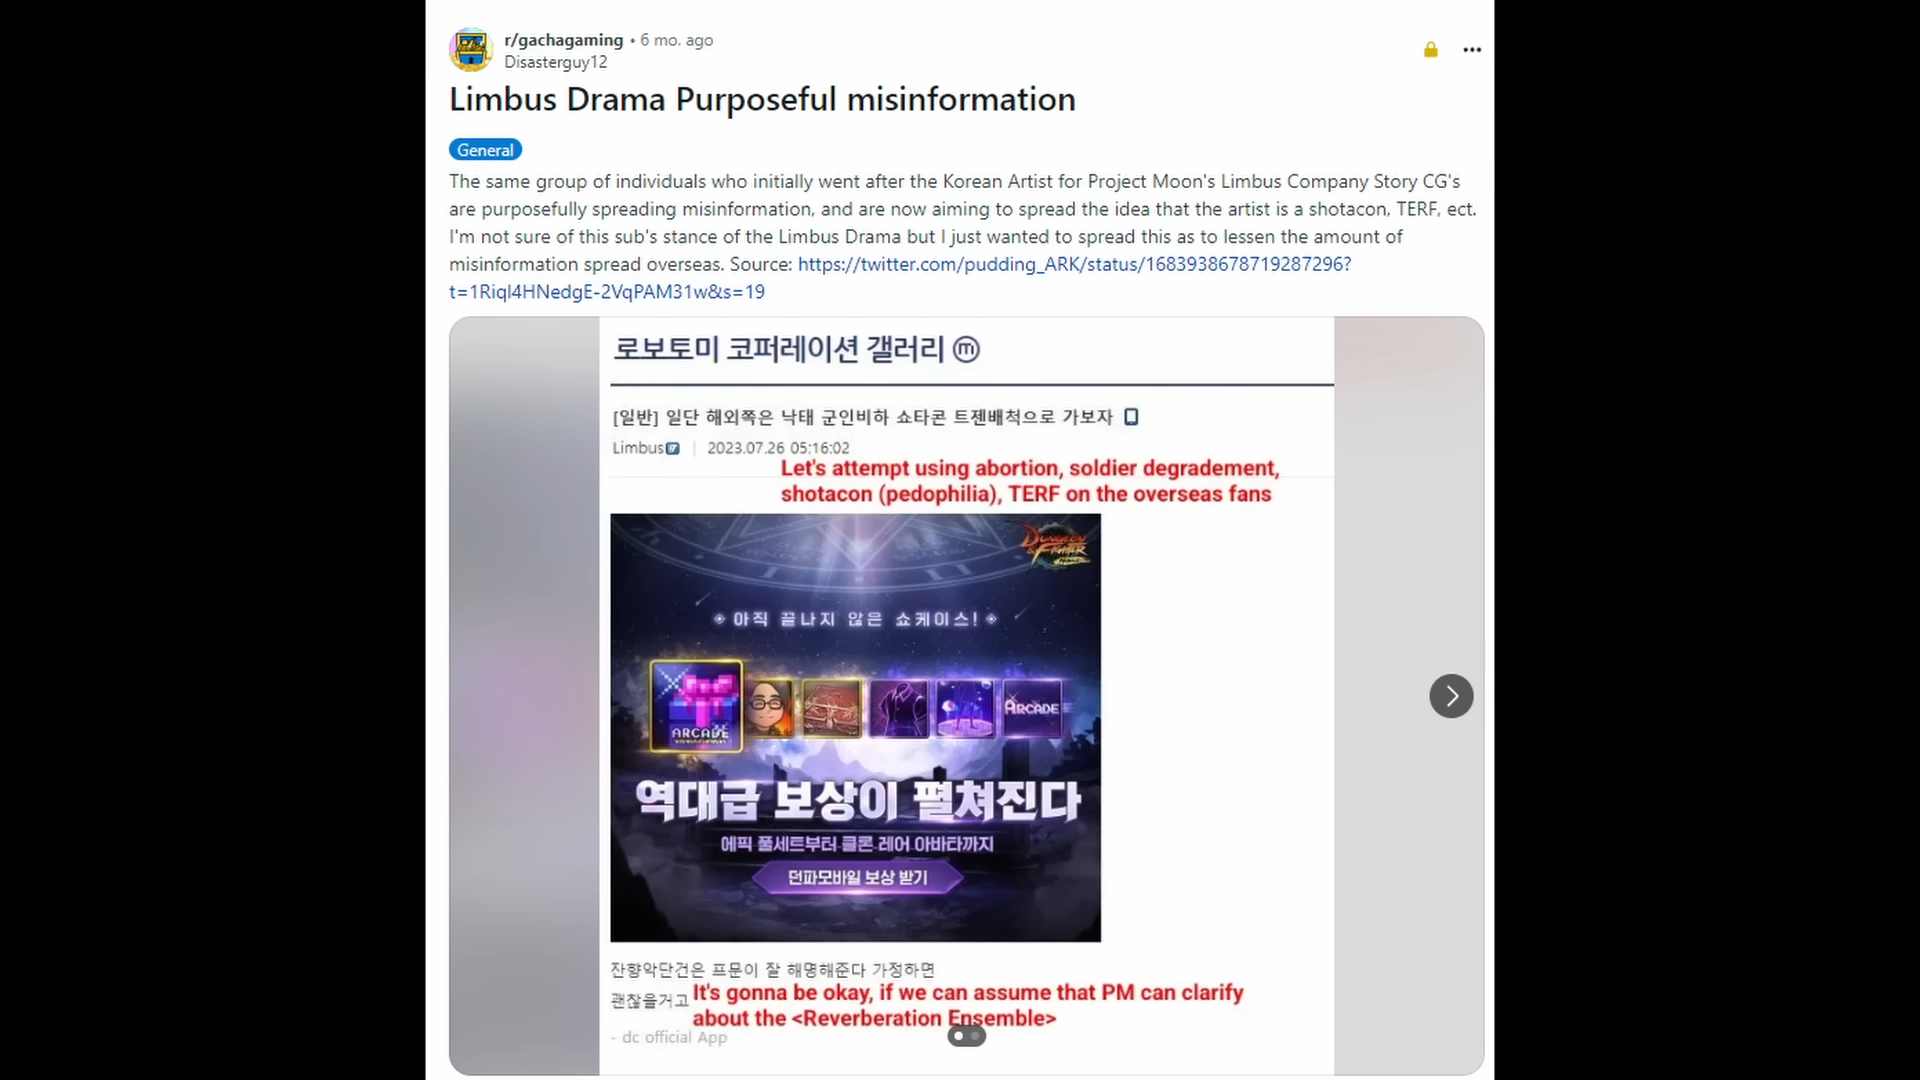 r/gachagaming • 6 mo. ago
Disasterguy12
Limbus Drama Purposeful misinformation
General
The same group of individuals who initially went after the Korean Artist for Project Moon's Limbus Company Story CG's
are purposefully spreading misinformation, and are now aiming to spread the idea that the artist is a shotacon, TERF, ect.
I'm not sure of this sub's stance of the Limbus Drama but I just wanted to spread this as to lessen the amount of
misinformation spread overseas. Source: https://twitter.com/pudding_ARK/status/1683938678719287296?
t=1Riql4HNedgE-2VqPAM31w&s=19
로보토미 코퍼레이션 갤러리 ⓜ
[일반] 일단 해외쪽은 낙태 군인비하 쇼타콘 트젠배척으로 가보자
Limbus | 2023.07.26 05:16:02
Let's attempt using abortion, soldier degradement,
shotacon (pedophilia), TERF on the overseas fans
DUNGEON & FIGHTER
아직 끝나지 않은 쇼케이스!
ARCADE
ARCADE
역대급 보상이 펼쳐진다
에픽 풀세트부터 클론 레어 아바타까지
던파모바일 보상 받기
잔향악단건은 프문이 잘 해명해준다 가정하면
괜찮을거고
It's gonna be okay, if we can assume that PM can clarify
about the <Reverberation Ensemble>
- dc official App